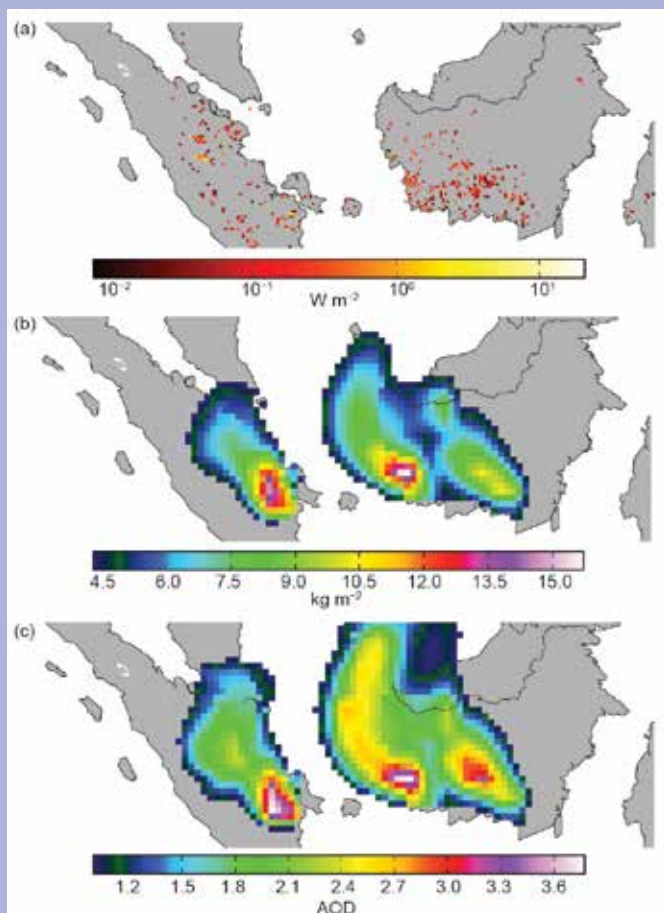 (a)
10⁻² 10⁻¹ 10⁰ 10¹
W m⁻²
(b)
4.5 6.0 7.5 9.0 10.5 12.0 13.5 15.0
kg m⁻²
(c)
1.2 1.5 1.8 2.1 2.4 2.7 3.0 3.3 3.6
AOD